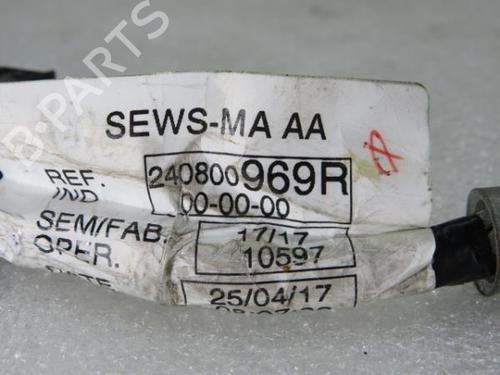 B-PARTS
SEWS-MA AA
REF. 240800969R
IND 00-00-00
SEM/FAB. 17/17
OPER. 10597
DATE 25/04/17